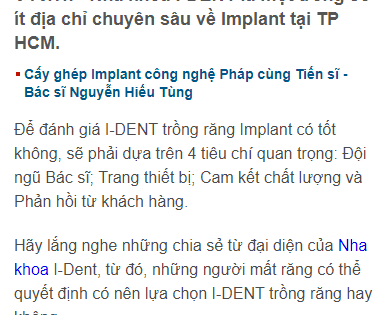 ít địa chỉ chuyên sâu về Implant tại TP
HCM.
Cấy ghép Implant công nghệ Pháp cùng Tiến sĩ -
Bác sĩ Nguyễn Hiếu Tùng
Để đánh giá I-DENT trồng răng Implant có tốt
không, sẽ phải dựa trên 4 tiêu chí quan trọng: Đội
ngũ Bác sĩ; Trang thiết bị; Cam kết chất lượng và
Phản hồi từ khách hàng.
Hãy lắng nghe những chia sẻ từ đại diện của Nha
khoa I-Dent, từ đó, những người mất răng có thể
quyết định có nên lựa chọn I-DENT trồng răng hay